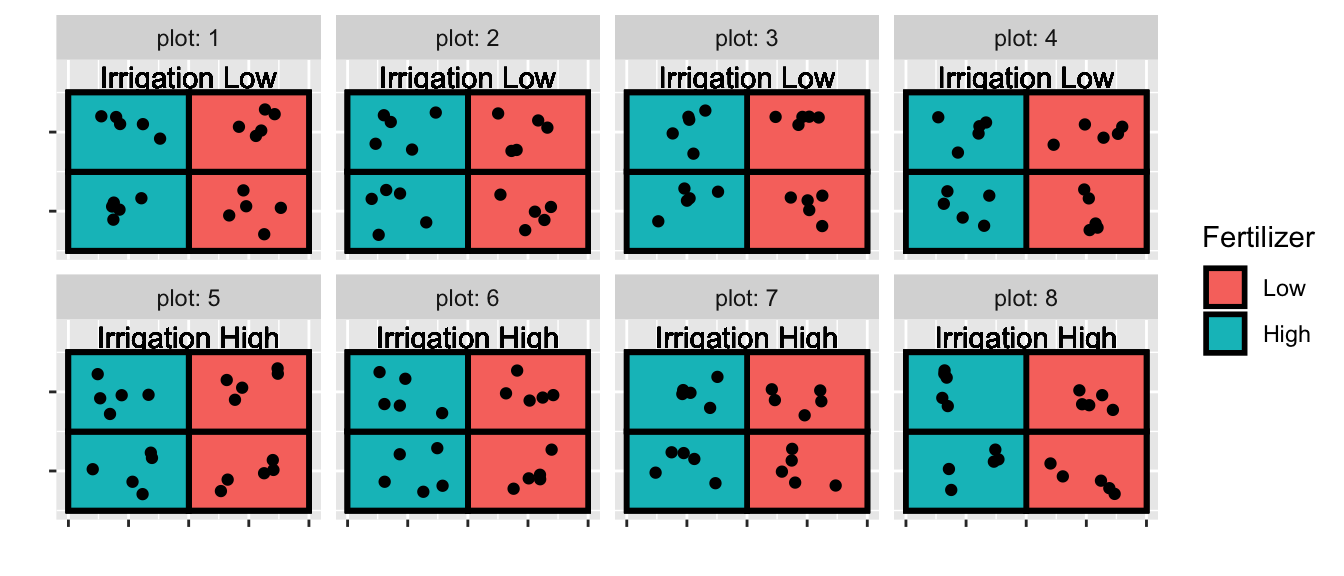 plot: 1
plot: 2
plot: 3
plot: 4
Irrigation Low
Irrigation Low
Irrigation Low
Irrigation Low
plot: 5
plot: 6
plot: 7
plot: 8
Irrigation High
Irrigation High
Irrigation High
Irrigation High
Fertilizer
Low
High